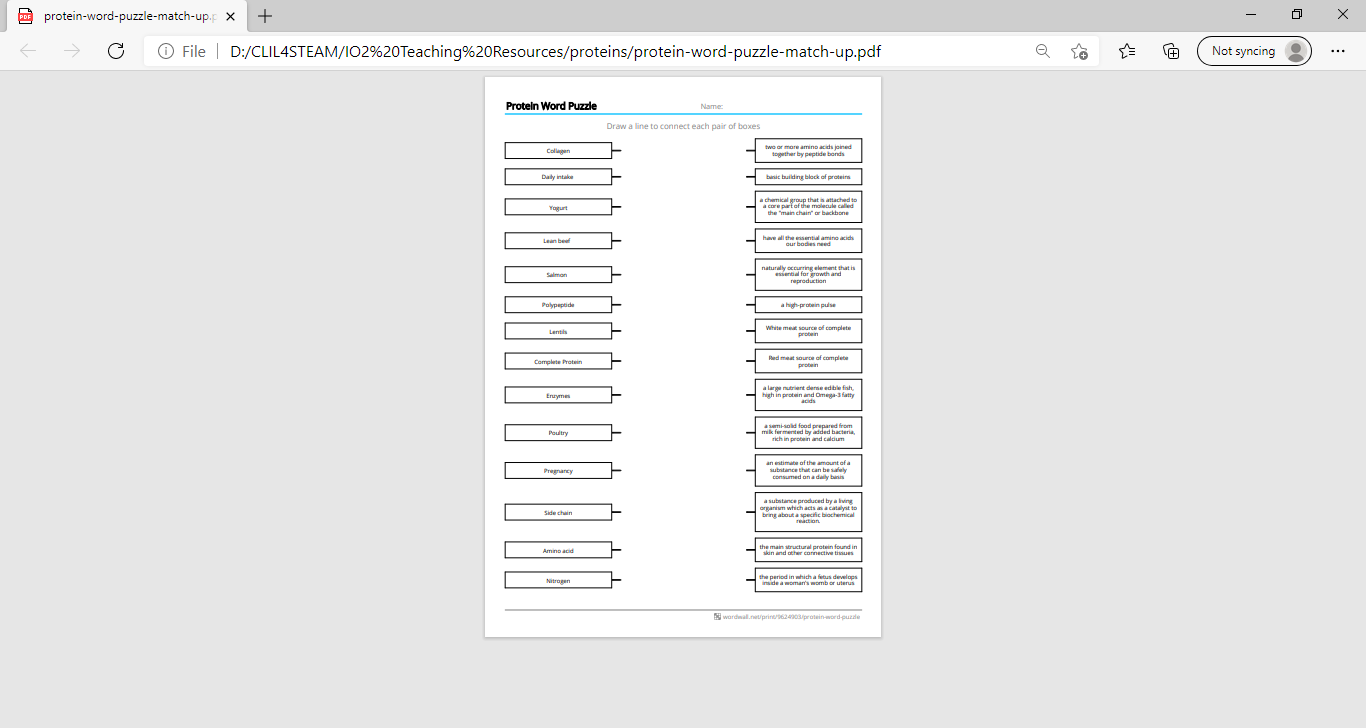 protein-word-puzzle-match-up.p
File
D:/CLIL4STEAM/IO2%20Teaching%20Resources/proteins/protein-word-puzzle-match-up.pdf
Not syncing
Protein Word Puzzle
Name:
Draw a line to connect each pair of boxes
Collagen
two or more amino acids joined
together by peptide bonds
Daily intake
basic building block of proteins
Yogurt
a chemical group that is attached to
a core part of the molecule called
the "main chain" or backbone
Lean beef
have all the essential amino acids
our bodies need
Salmon
naturally occurring element that is
essential for growth and
reproduction
Polypeptide
a high-protein pulse
Lentils
White meat source of complete
protein
Complete Protein
Red meat source of complete
protein
Enzymes
a large nutrient dense edible fish,
high in protein and Omega-3 fatty
acids
Poultry
a semi-solid food prepared from
milk fermented by added bacteria,
rich in protein and calcium
Pregnancy
an estimate of the amount of a
substance that can be safely
consumed on a daily basis
Side chain
a substance produced by a living
organism which acts as a catalyst to
bring about a specific biochemical
reaction.
Amino acid
the main structural protein found in
skin and other connective tissues
Nitrogen
the period in which a fetus develops
inside a woman's womb or uterus
wordwall.net/print/9624903/protein-word-puzzle